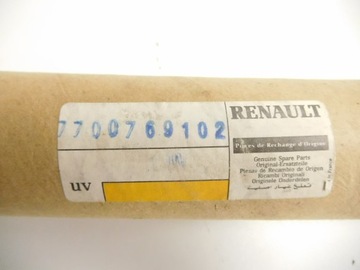 RENAULT
7700769102
Pièces de Rechange d'Origine
Genuine Spare Parts
Original-Ersatzteile
Piezas de Recambio de Origen
Ricambi Originali
Originele Onderdelen
UV